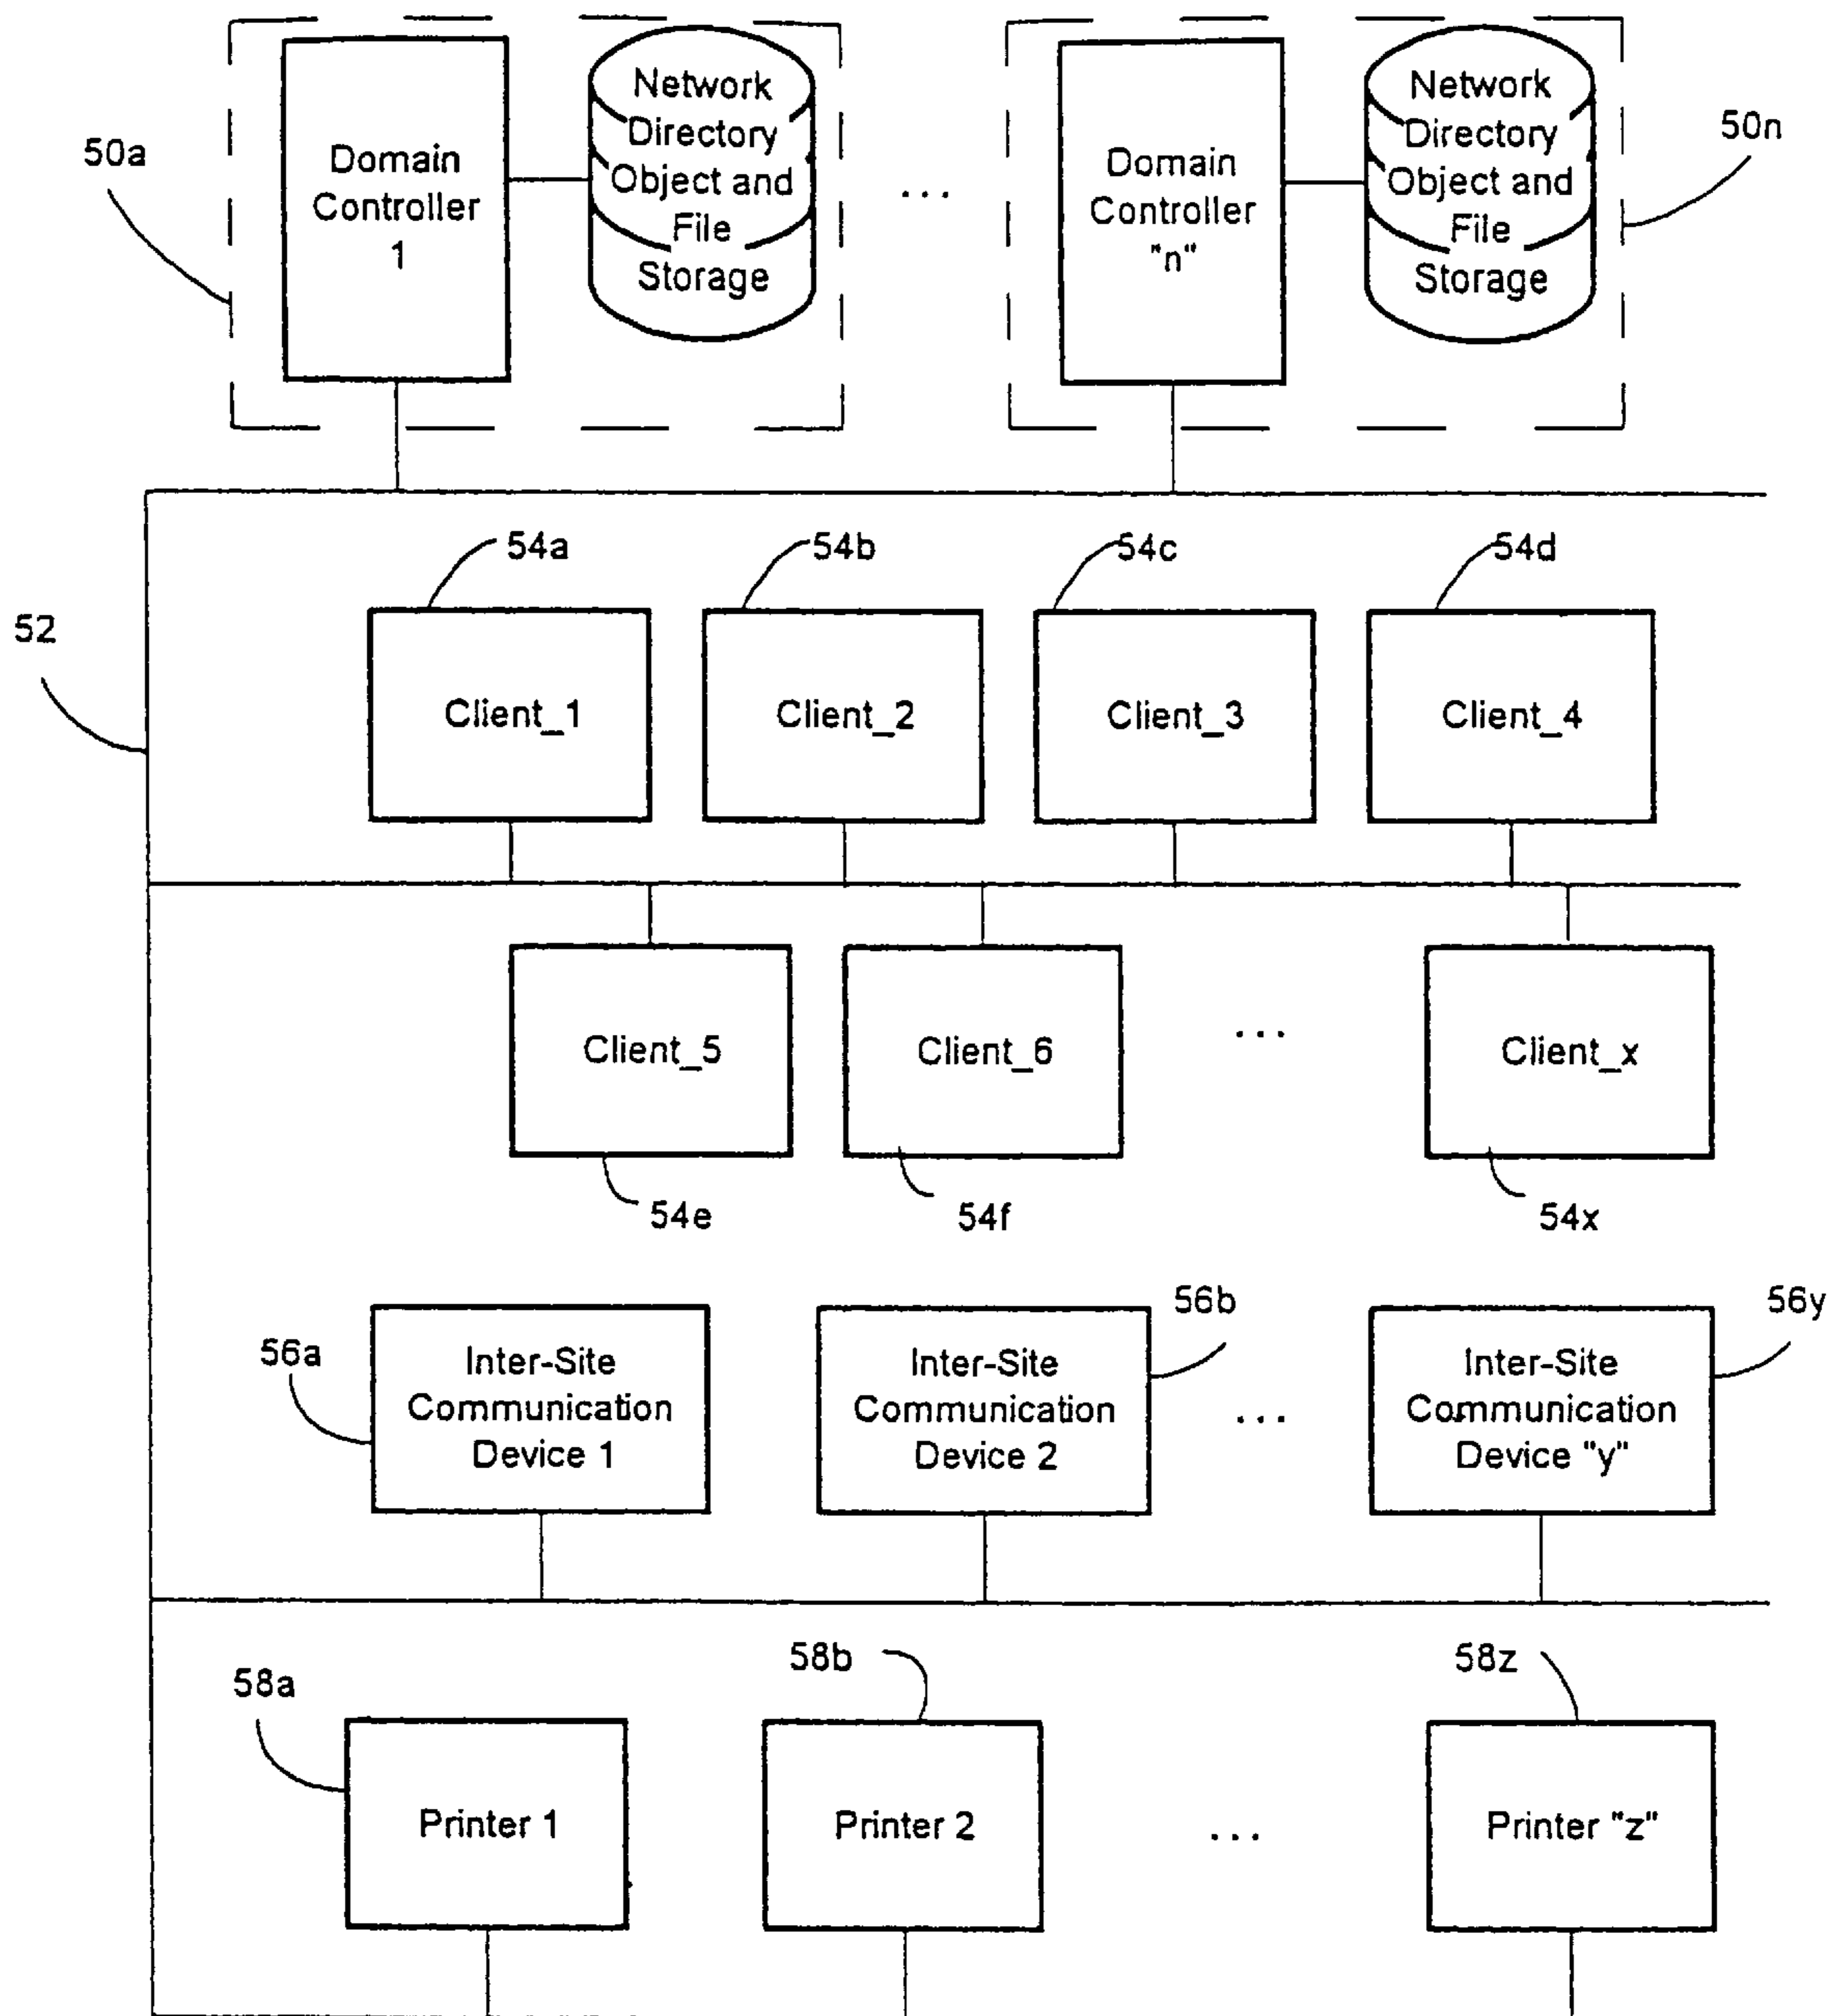 50a
Domain
Controller
1
Network
Directory
Object and
File
Storage
...
Domain
Controller
"n"
Network
Directory
Object and
File
Storage
50n
52
54a
54b
54c
54d
Client_1
Client_2
Client_3
Client_4
Client_5
Client_6
...
Client_x
54e
54f
54x
56a
Inter-Site
Communication
Device 1
Inter-Site
Communication
Device 2
56b
...
Inter-Site
Communication
Device "y"
56y
58a
58b
58z
Printer 1
Printer 2
...
Printer "z"